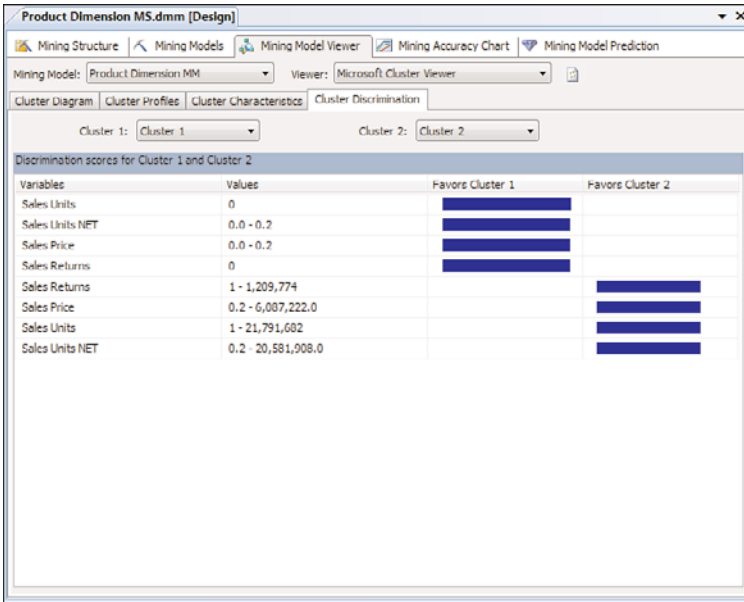 Product Dimension MS.dmm [Design]
Mining Structure Mining Models Mining Model Viewer Mining Accuracy Chart Mining Model Prediction
Mining Model: Product Dimension MM Viewer: Microsoft Cluster Viewer
Cluster Diagram Cluster Profiles Cluster Characteristics Cluster Discrimination
Cluster 1: Cluster 1 Cluster 2: Cluster 2
Discrimination scores for Cluster 1 and Cluster 2
Variables Values Favors Cluster 1 Favors Cluster 2
Sales Units 0
Sales Units NET 0.0 - 0.2
Sales Price 0.0 - 0.2
Sales Returns 0
Sales Returns 1 - 1,209,774
Sales Price 0.2 - 6,087,222.0
Sales Units 1 - 21,791,682
Sales Units NET 0.2 - 20,581,908.0